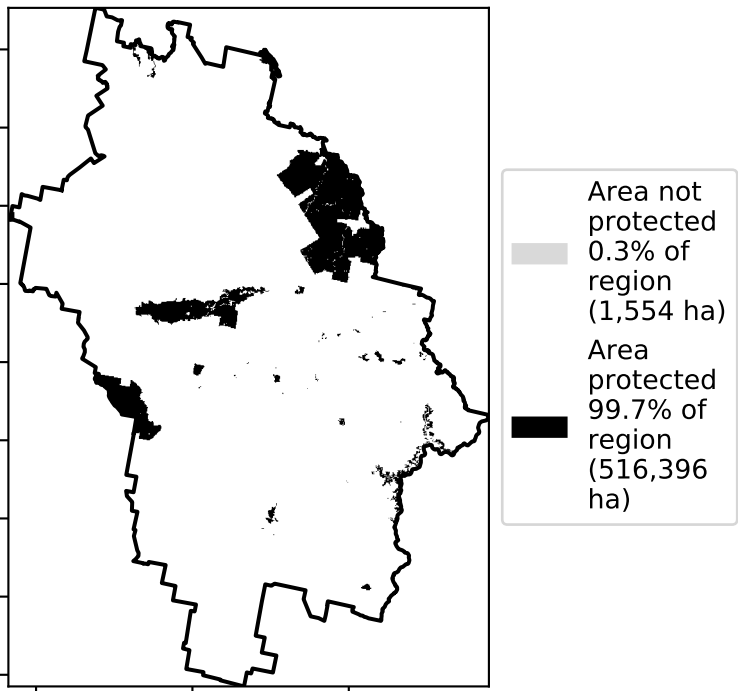 Area not
protected
0.3% of
region
(1,554 ha)
Area
protected
99.7% of
region
(516,396
ha)